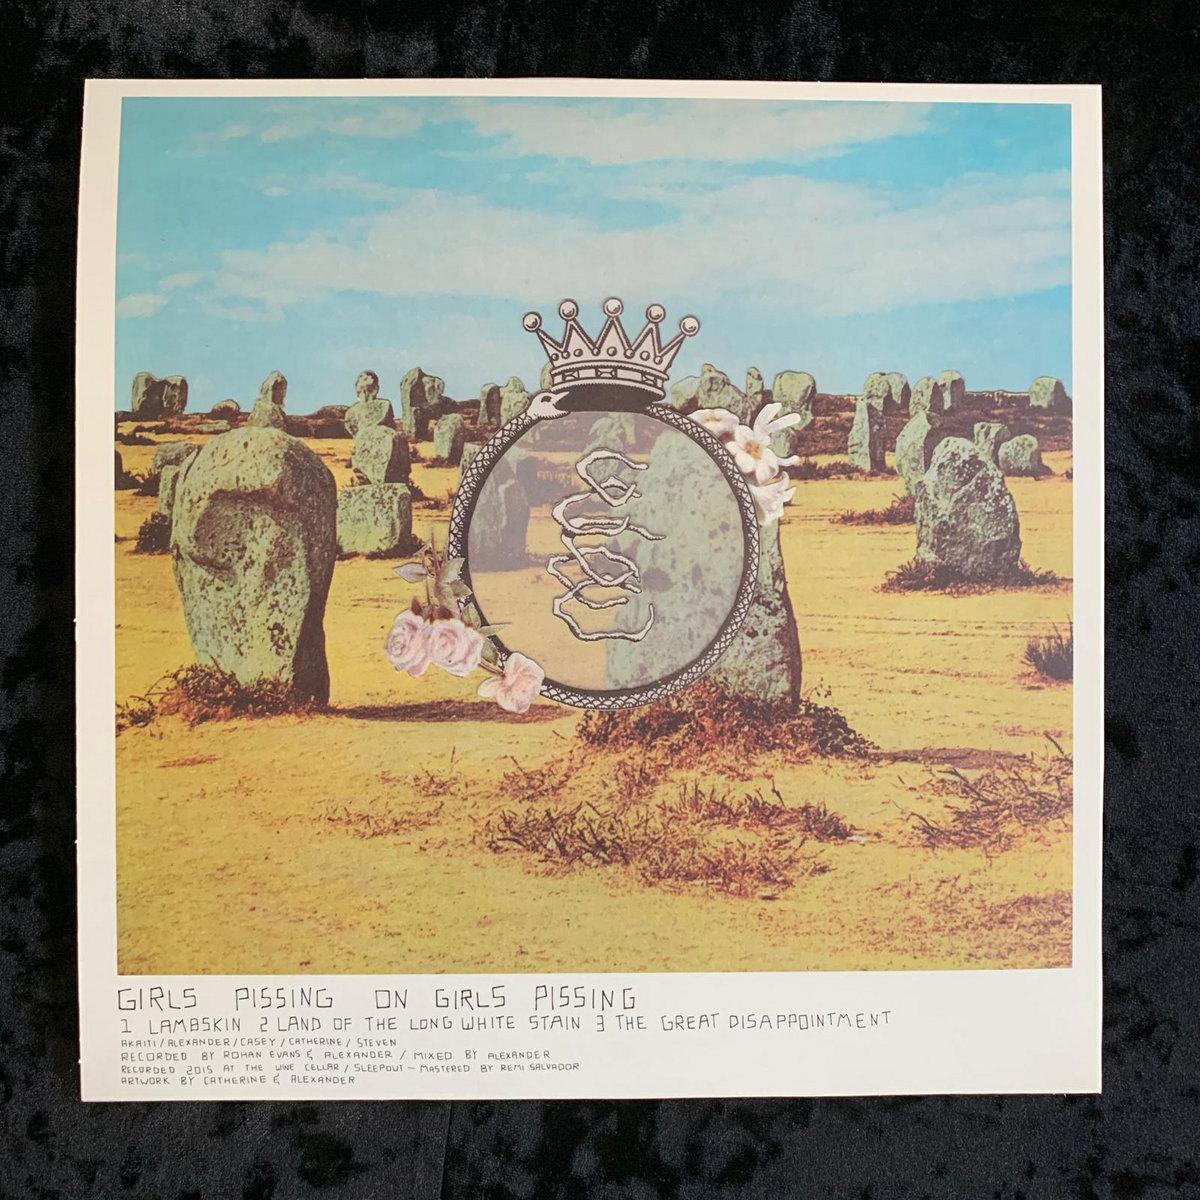 GIRLS PISSING ON GIRLS PISSING
1 LAMBSKIN 2 LAND OF THE LONG WHITE STAIN 3 THE GREAT DISAPPOINTMENT
AKAITI/ALEXANDER/CASEY/CATHERINE/STEVEN
RECORDED BY ROHAN EVANS & ALEXANDER / MIXED BY ALEXANDER
RECORDED 2015 AT THE WINE CELLAR / SLEEPOUT — MASTERED BY REMI SALVADOR
ARTWORK BY CATHERINE & ALEXANDER